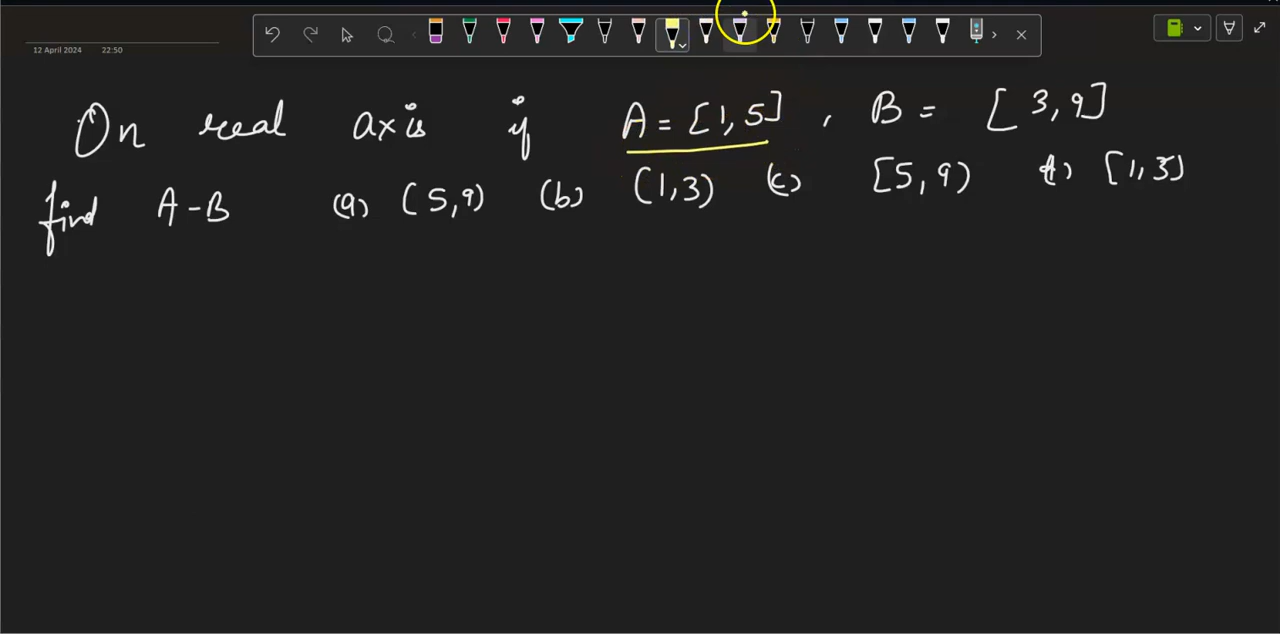 12 April 2024 22:50
On real axis if A = [1,5] , B = [3,9]
find A-B (a) (5,9) (b) (1,3) (c) [5,9) (d) [1,3)